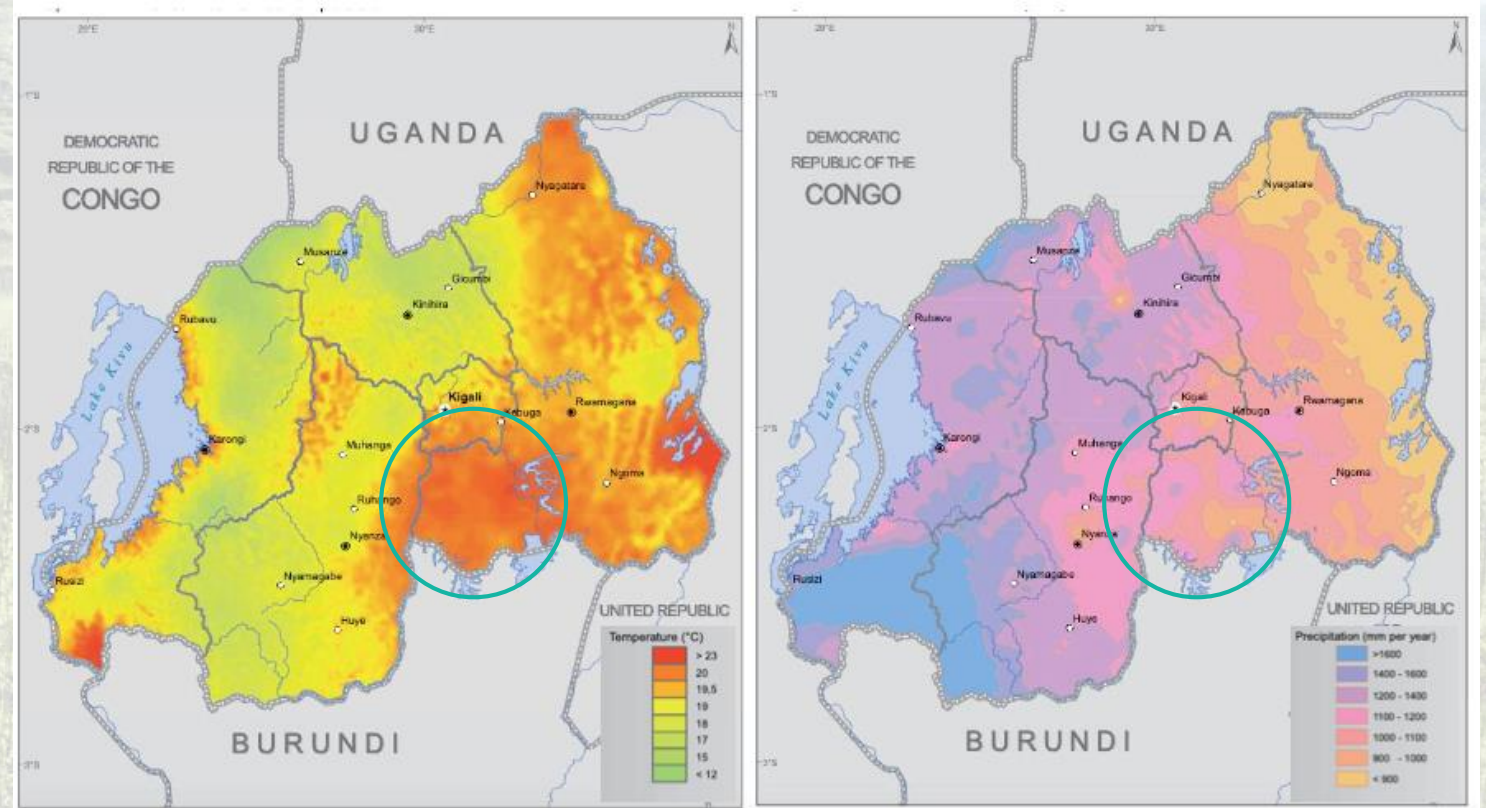 N
1°S
UGANDA
DEMOCRATIC
REPUBLIC OF THE
CONGO
Nyagatare
Musanze
Gicumbi
Kinihira
Rubavu
Lake Kivu
Kigali
Kabuga
Rwamagana
2°S
Karongi
Muhanga
Ngoma
Ruhango
Nyanza
Rusizi
Nyamagabe
UNITED REPUBLIC
Huye
Temperature (°C)
> 23
20
19,5
19
18
17
15
< 12
BURUNDI
N
1°S
UGANDA
DEMOCRATIC
REPUBLIC OF THE
CONGO
Nyagatare
Musanze
Gicumbi
Kinihira
Rubavu
Lake Kivu
Kigali
Kabuga
Rwamagana
2°S
Karongi
Muhanga
Ngoma
Ruhango
Nyanza
Rusizi
Nyamagabe
UNITED REPUBLIC
Huye
Precipitation (mm per year)
>1600
1400 - 1600
1200 - 1400
1100 - 1200
1000 - 1100
900 - 1000
< 900
BURUNDI